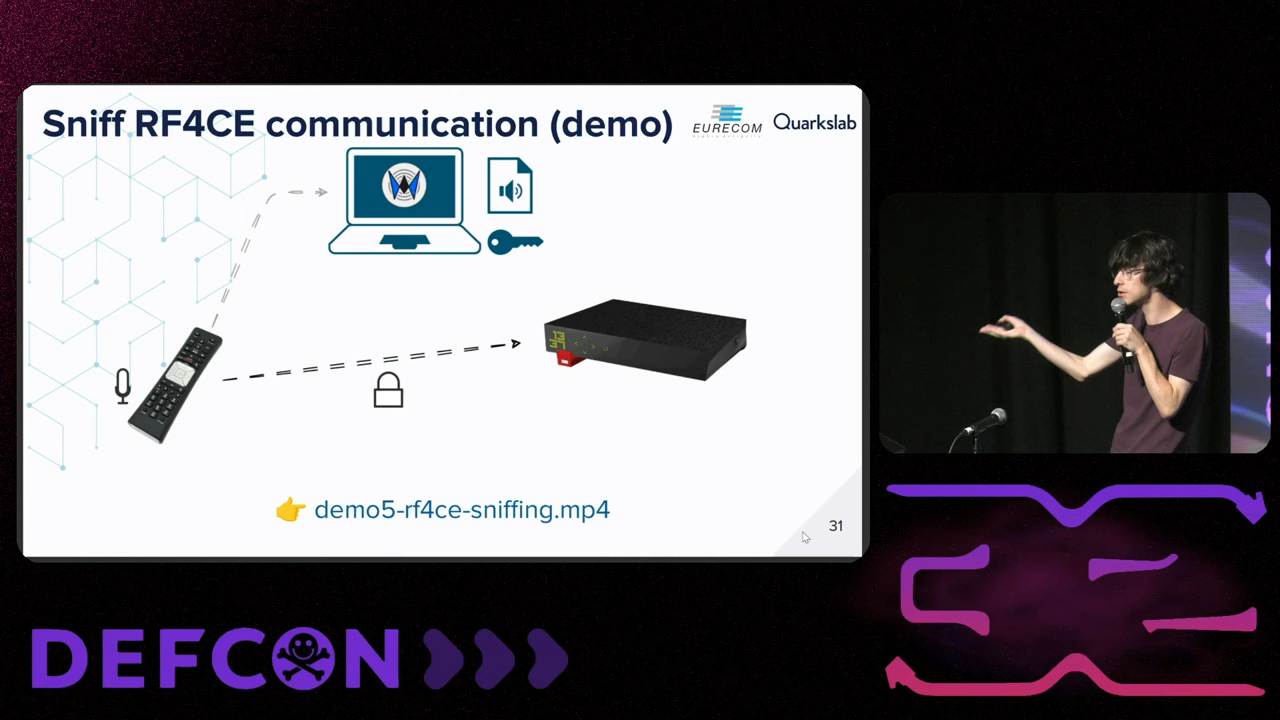 Sniff RF4CE communication (demo)
EURECOM
Quarkslab
👉 demo5-rf4ce-sniffing.mp4
31
DEFCON